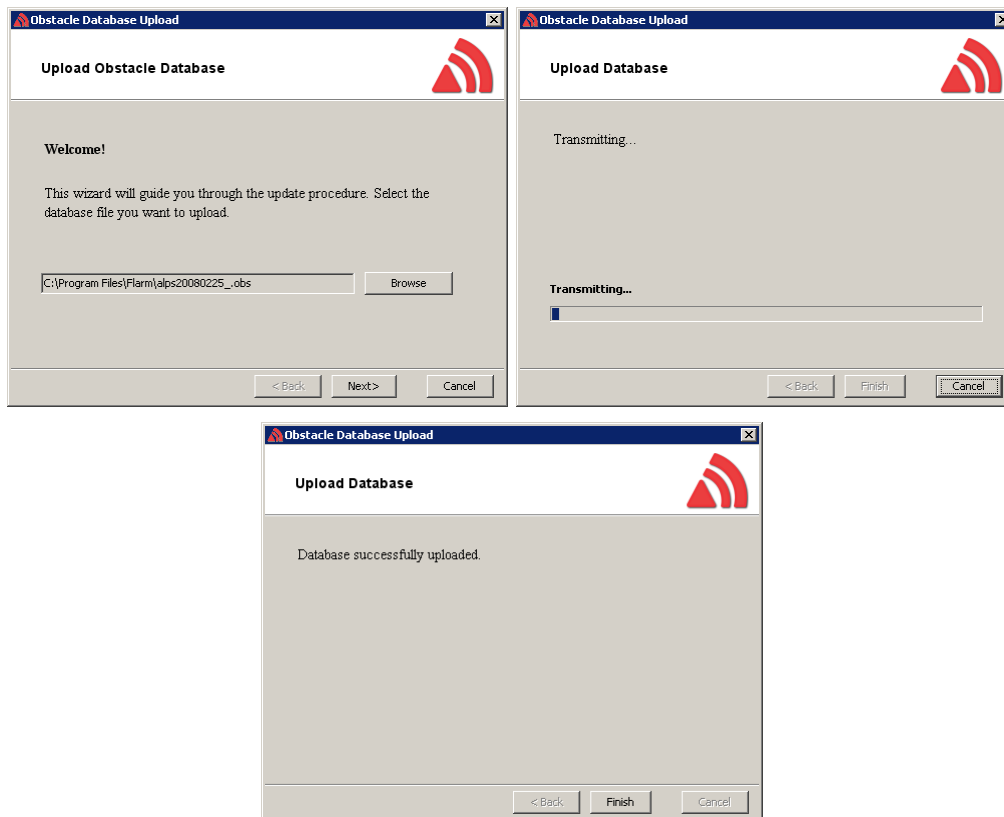 Obstacle Database Upload
Upload Obstacle Database
Welcome!
This wizard will guide you through the update procedure. Select the
database file you want to upload.
C:\Program Files\Flarm\alps20080225_.obs
Browse
< Back
Next>
Cancel
Obstacle Database Upload
Upload Database
Transmitting...
Transmitting...
< Back
Finish
Cancel
Obstacle Database Upload
Upload Database
Database successfully uploaded.
< Back
Finish
Cancel